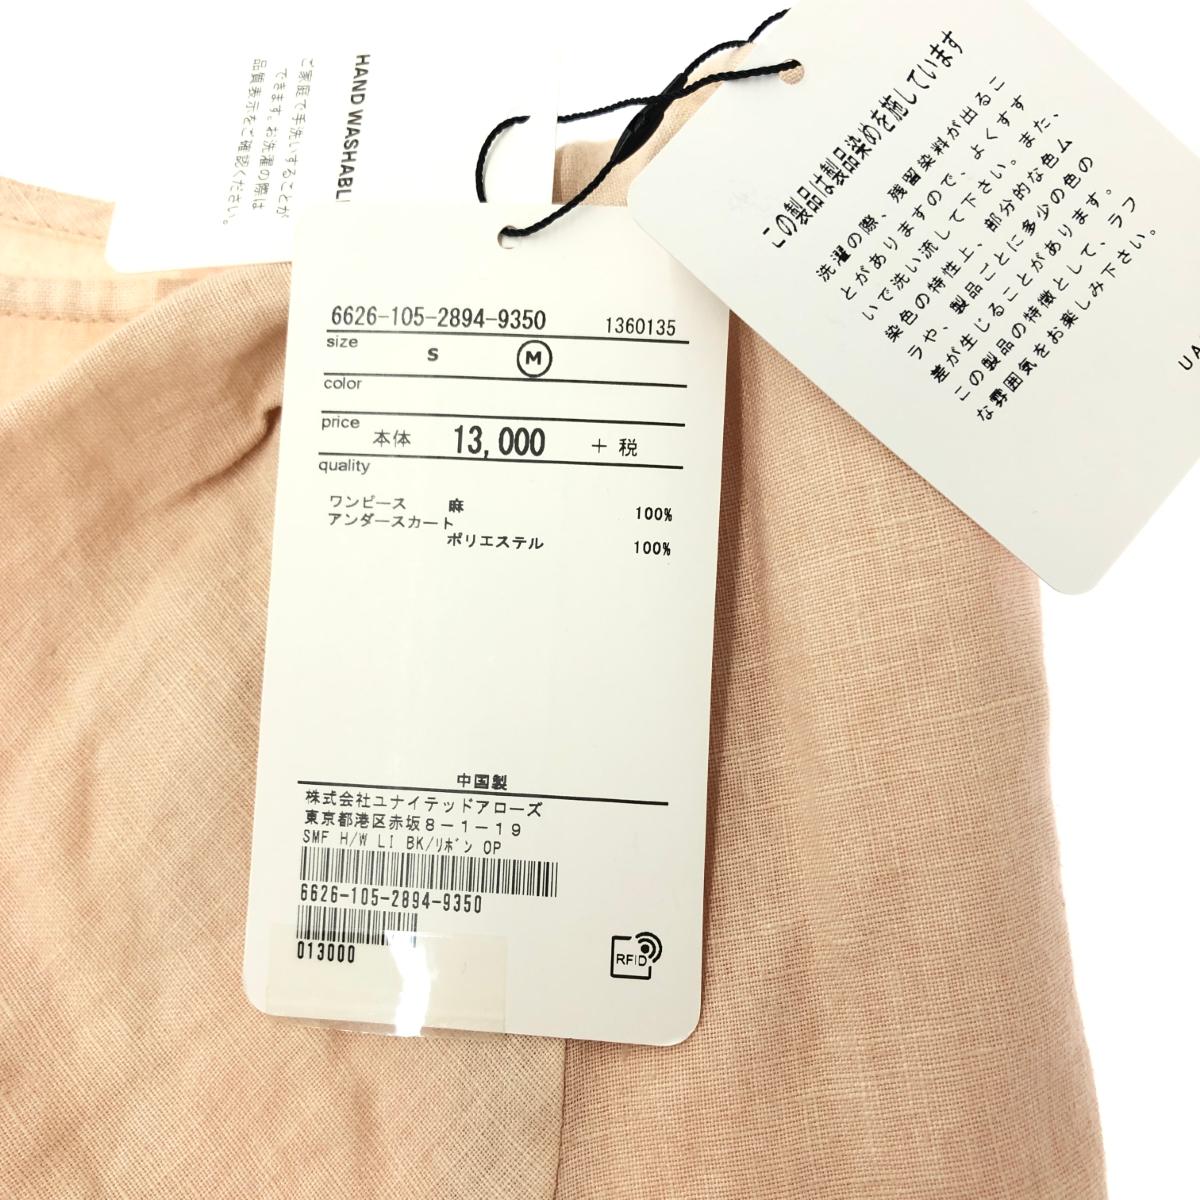 HAND WASHABL
ご家庭で手洗いすることが
できます。お洗濯の際は
品質表示をご確認ください。
この製品は製品染めを施しています
洗濯の際、残留染料が出るこ
とがありますので、よくすす
いで洗い流して下さい。また、
染色の特性上、部分的な色ム
ラや、製品ごとに多少の色の
差が生じることがあります。
この製品の特徴として、ラフ
な雰囲気をお楽しみ下さい。
UA
6626-105-2894-9350 1360135
size S M
color
price 本体 13,000 + 税
quality
ワンピース 麻 100%
アンダースカート
ポリエステル 100%
中国製
株式会社ユナイテッドアローズ
東京都港区赤坂8-1-19
SMF H/W LI BK/ﾘﾎﾞﾝ OP
6626-105-2894-9350
013000
RFID